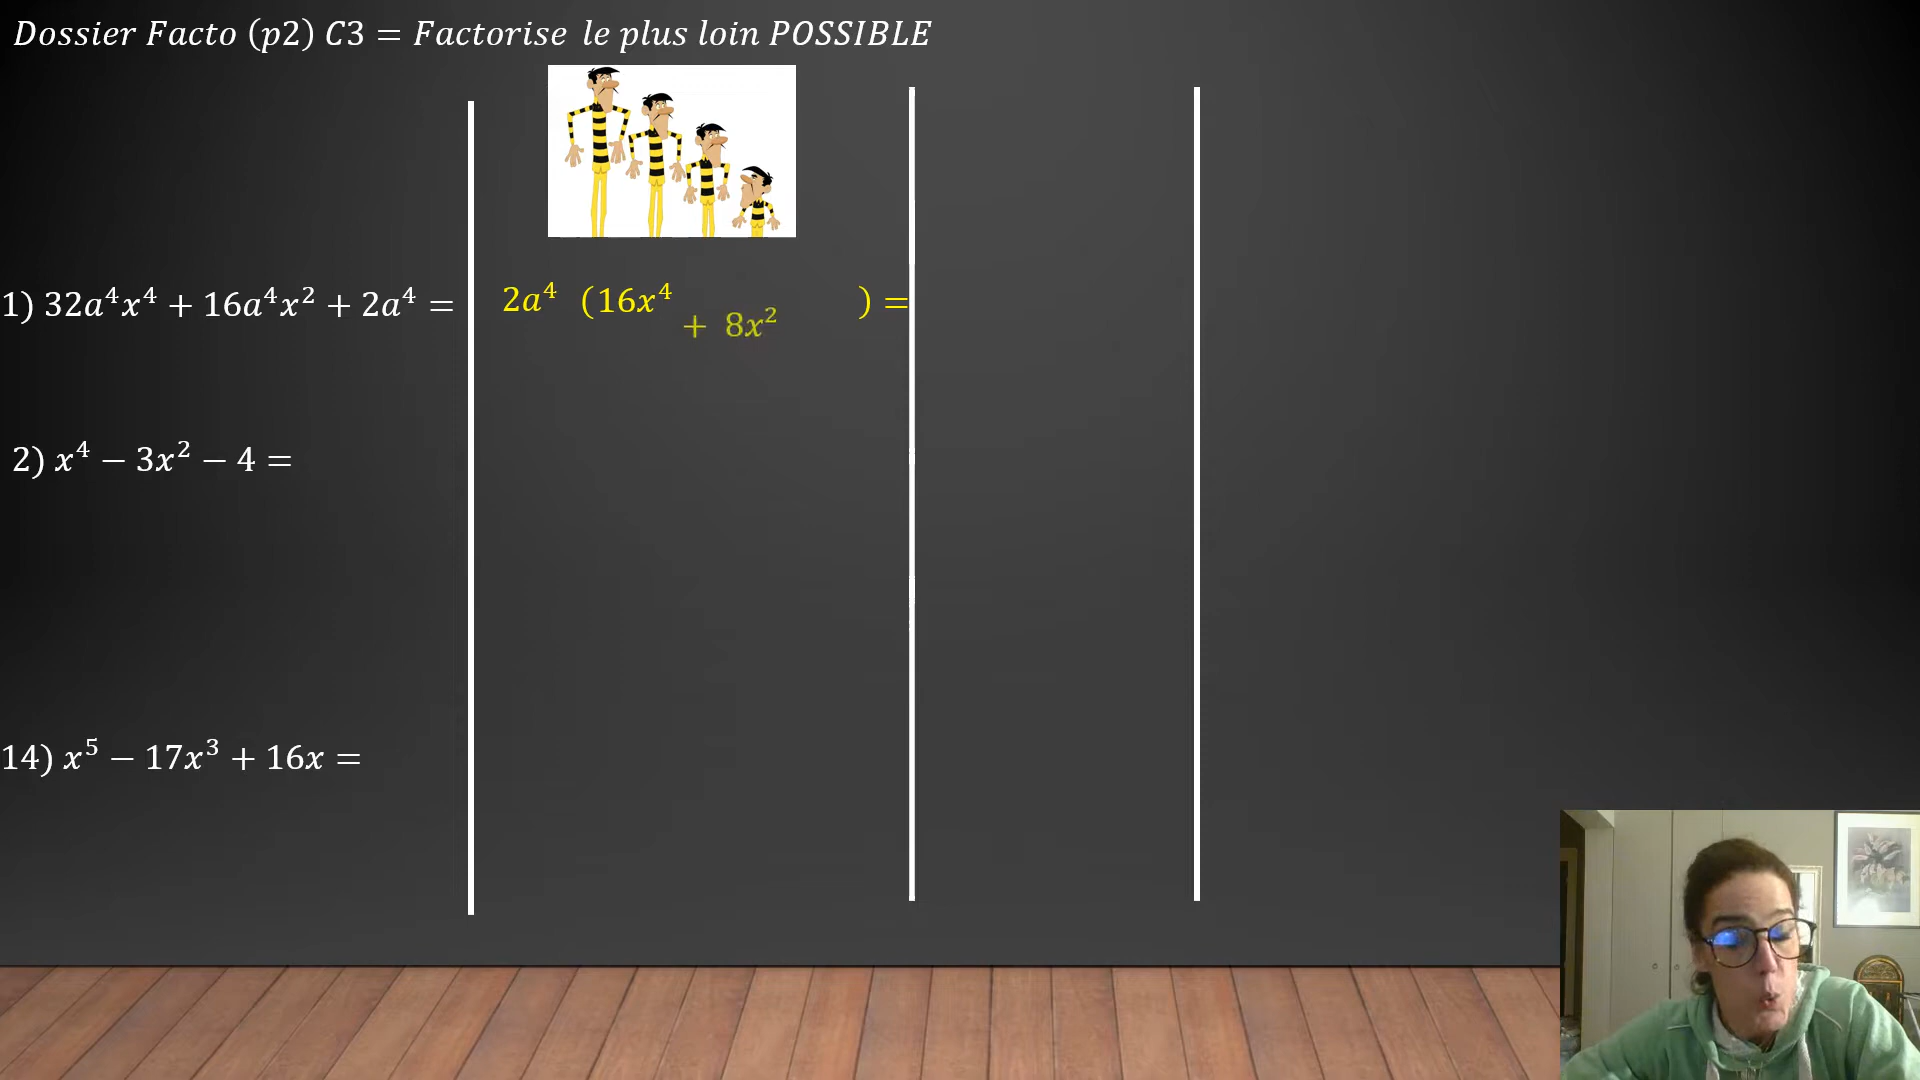 Dossier Facto (p2) C3 = Factorise le plus loin POSSIBLE
1) 32a⁴x⁴ + 16a⁴x² + 2a⁴ = 2a⁴ (16x⁴ + 8x² ) =
2) x⁴ − 3x² − 4 =
14) x⁵ − 17x³ + 16x =